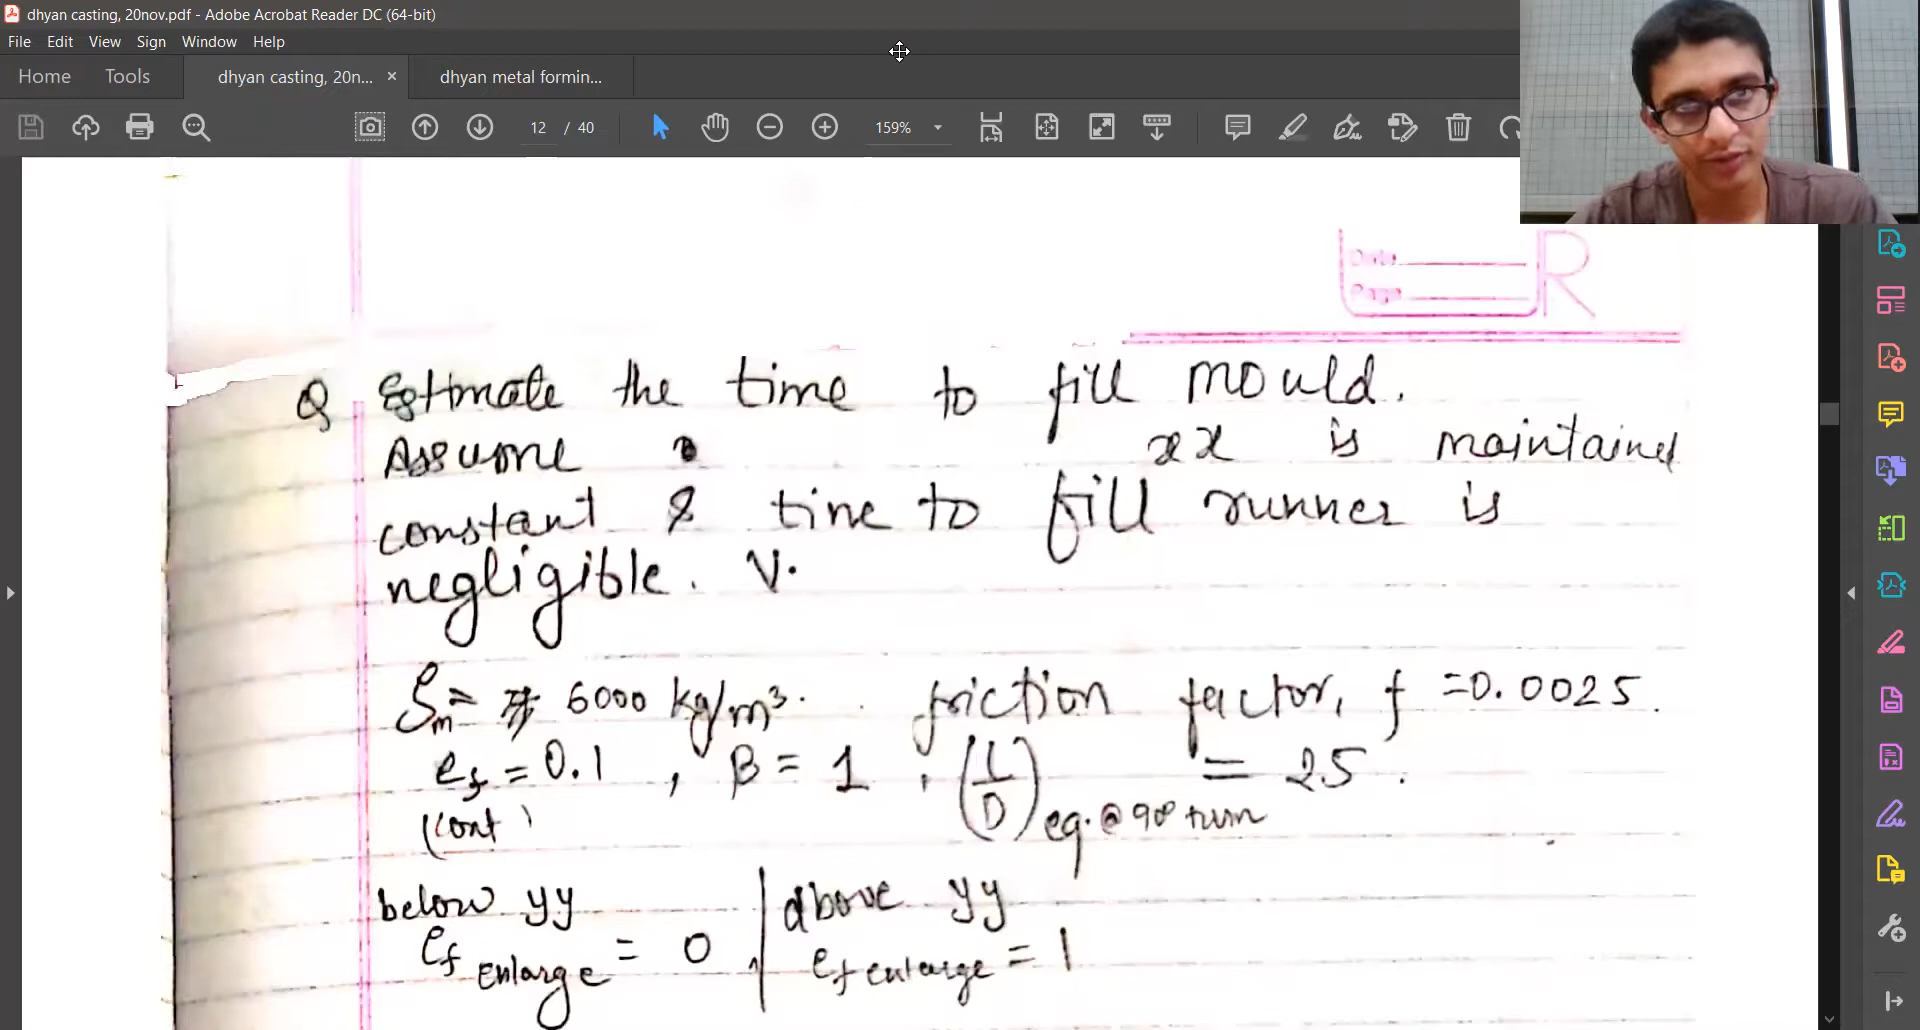 dhyan casting, 20nov.pdf - Adobe Acrobat Reader DC (64-bit)
File Edit View Sign Window Help
Home Tools dhyan casting, 20n... × dhyan metal formin...
12 / 40 159%
Date
Page
R
Q Estimate the time to fill mould.
Assume xx is maintained
constant & time to fill runner is
negligible. V.
ρm = 6000 kg/m³. friction factor, f = 0.0025.
ef = 0.1 , β = 1 , (L/D) eq. @ 90° turn = 25.
(cont)
below yy | above yy
ef enlarge = 0 | ef enlarge = 1